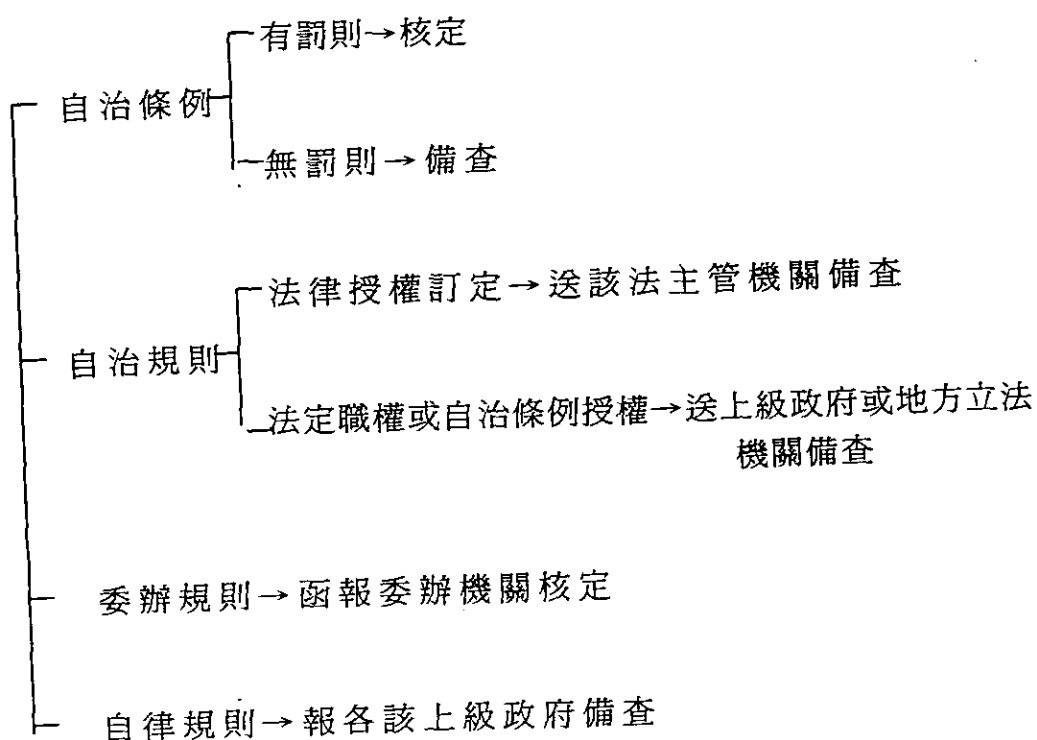 有罰則→核定
自治條例
無罰則→備查
法律授權訂定→送該法主管機關備查
自治規則
法定職權或自治條例授權→送上級政府或地方立法
機關備查
委辦規則→函報委辦機關核定
自律規則→報各該上級政府備查